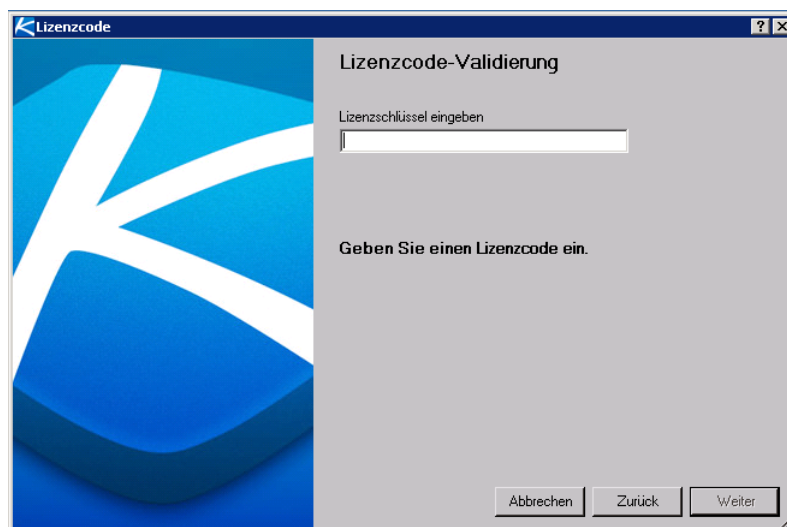 Lizenzcode
Lizenzcode-Validierung
Lizenzschlüssel eingeben
Geben Sie einen Lizenzcode ein.
Abbrechen
Zurück
Weiter